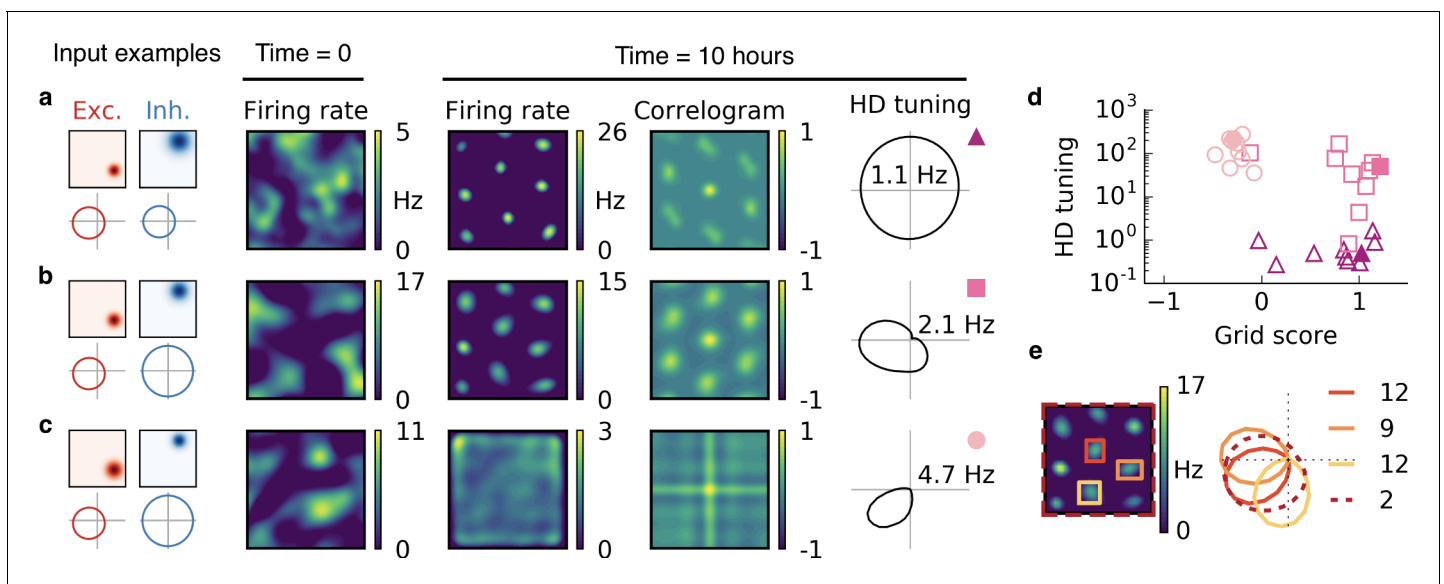 Input examples
Time = 0
Time = 10 hours
a
Exc.
Inh.
Firing rate
Firing rate
Correlogram
HD tuning
5
Hz
0
26
Hz
0
1
-1
1.1 Hz
b
17
0
15
0
1
-1
2.1 Hz
c
11
0
3
0
1
-1
4.7 Hz
d
HD tuning
10³
10²
10¹
10⁰
10⁻¹
−1
0
1
Grid score
e
17
Hz
0
12
9
12
2